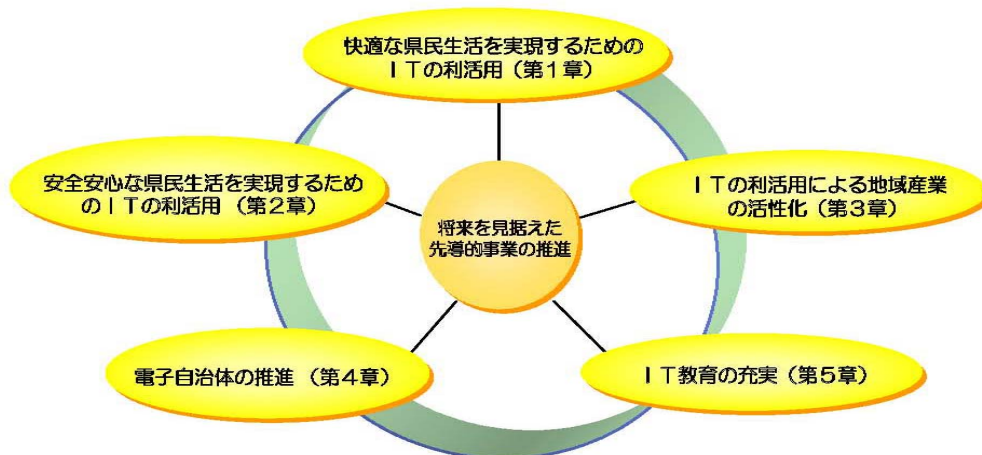 快適な県民生活を実現するための
ＩＴの利活用（第１章）
安全安心な県民生活を実現するため
のＩＴの利活用 （第２章）
ＩＴの利活用による地域産業
の活性化（第３章）
将来を見据えた
先導的事業の推進
電子自治体の推進 （第４章）
ＩＴ教育の充実（第５章）